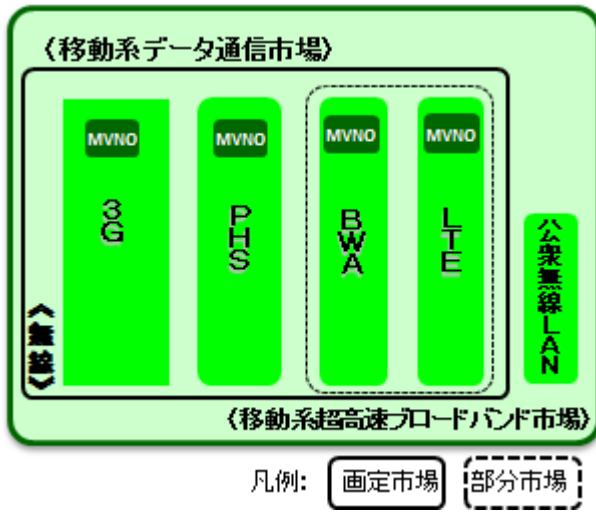 〈移動系データ通信市場〉
MVNO
3G
MVNO
PHS
MVNO
BWA
MVNO
LTE
公衆無線LAN
《無線》
〈移動系超高速ブロードバンド市場〉
凡例:
画定市場
部分市場